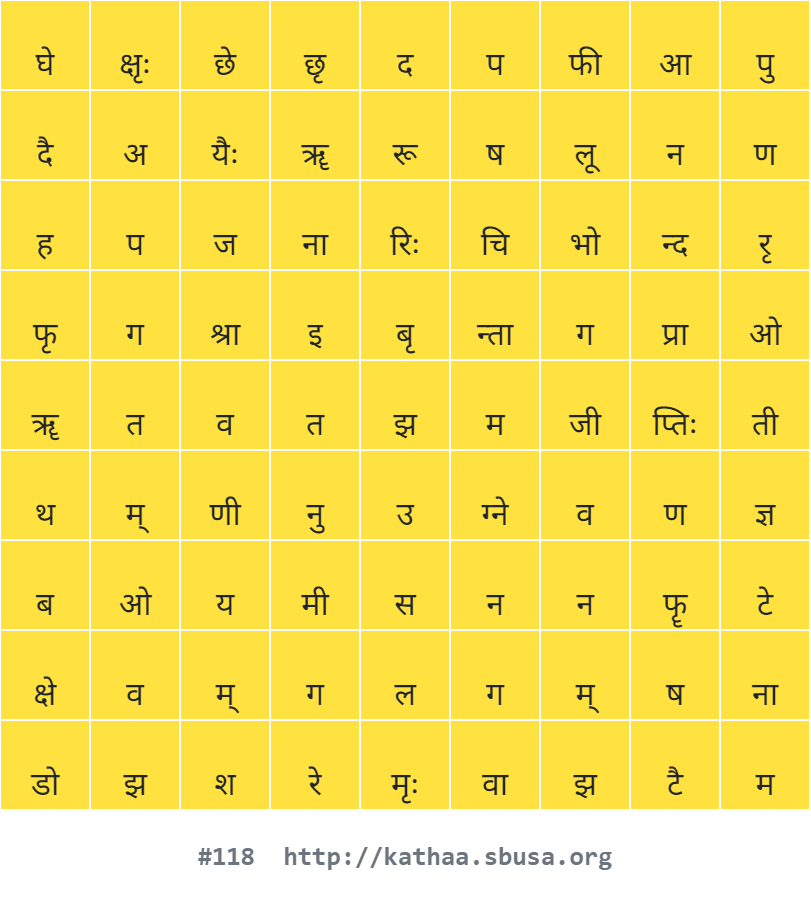 घे क्षृः छे छृ द प फी आ पु
दै अ यैः ॠ रू ष लू न ण
ह प ज ना रिः चि भो न्द रृ
फृ ग श्रा इ बृ न्ता ग प्रा ओ
ॠ त व त झ म जी प्तिः ती
थ म् णी नु उ ग्ने व ण ज्ञ
ब ओ य मी स न न फॄ टे
क्षे व म् ग ल ग म् ष ना
डो झ श रे मृः वा झ टै म
#118 http://kathaa.sbusa.org